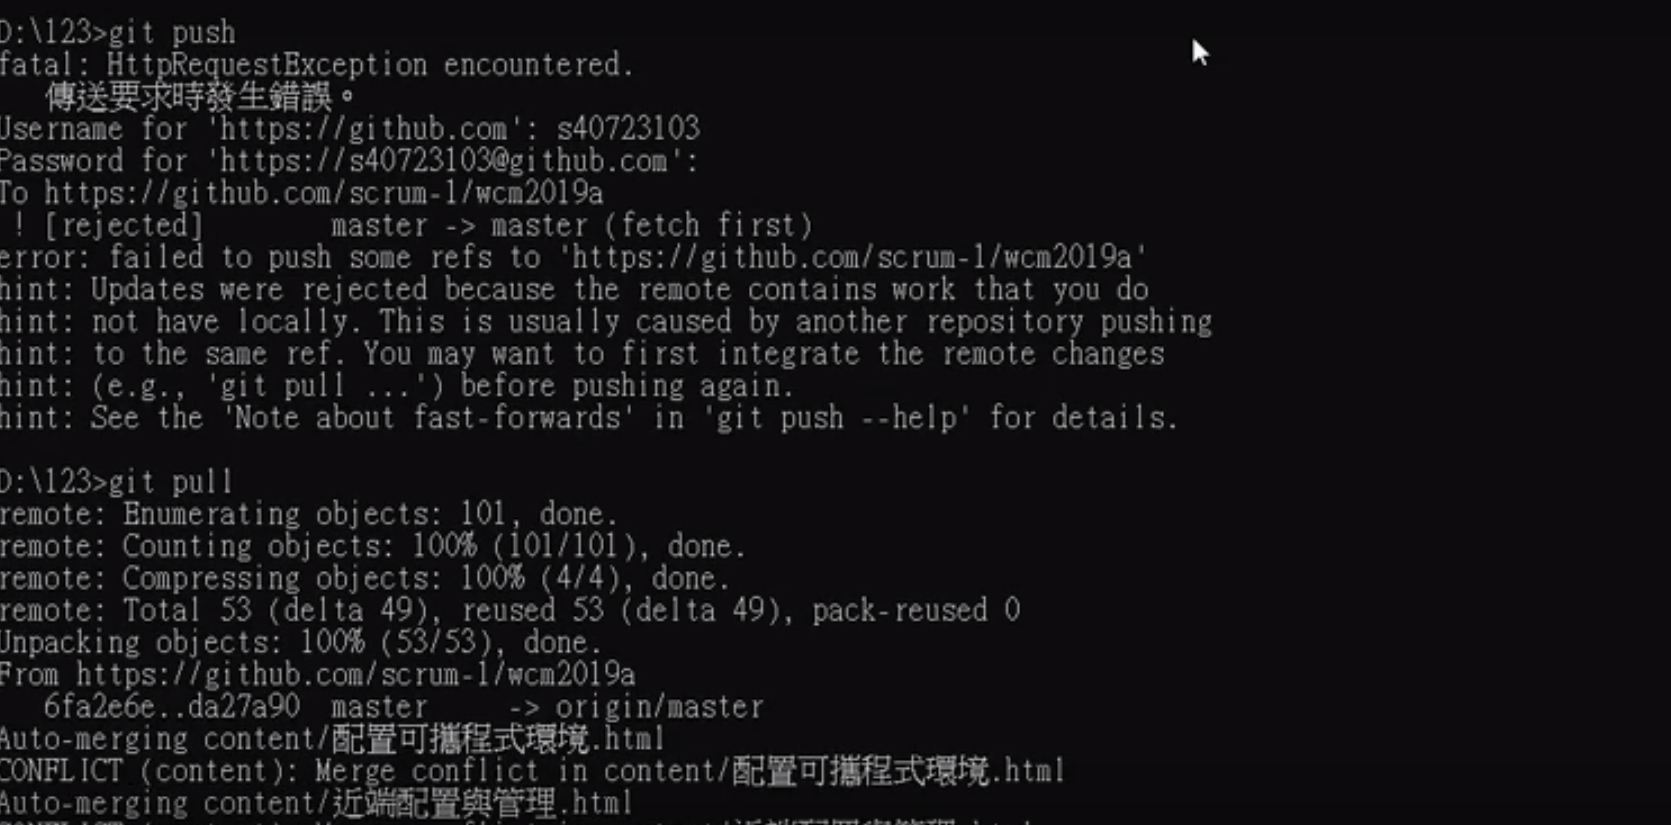 D:\123>git push
fatal: HttpRequestException encountered.
傳送要求時發生錯誤。
Username for 'https://github.com': s40723103
Password for 'https://s40723103@github.com':
To https://github.com/scrum-1/wcm2019a
! [rejected] master -> master (fetch first)
error: failed to push some refs to 'https://github.com/scrum-1/wcm2019a'
hint: Updates were rejected because the remote contains work that you do
hint: not have locally. This is usually caused by another repository pushing
hint: to the same ref. You may want to first integrate the remote changes
hint: (e.g., 'git pull ...') before pushing again.
hint: See the 'Note about fast-forwards' in 'git push --help' for details.
D:\123>git pull
remote: Enumerating objects: 101, done.
remote: Counting objects: 100% (101/101), done.
remote: Compressing objects: 100% (4/4), done.
remote: Total 53 (delta 49), reused 53 (delta 49), pack-reused 0
Unpacking objects: 100% (53/53), done.
From https://github.com/scrum-1/wcm2019a
6fa2e6e..da27a90 master -> origin/master
Auto-merging content/配置可攜程式環境.html
CONFLICT (content): Merge conflict in content/配置可攜程式環境.html
Auto-merging content/近端配置與管理.html